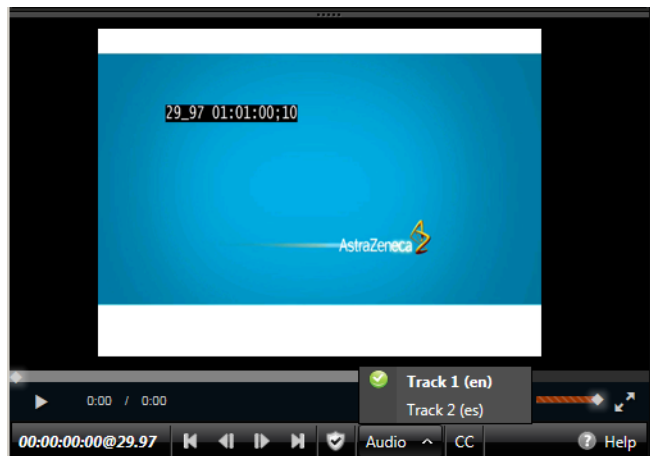 29_97 01:01:00;10
AstraZeneca
Track 1 (en)
Track 2 (es)
0:00 / 0:00
00:00:00:00@29.97
Audio
CC
? Help